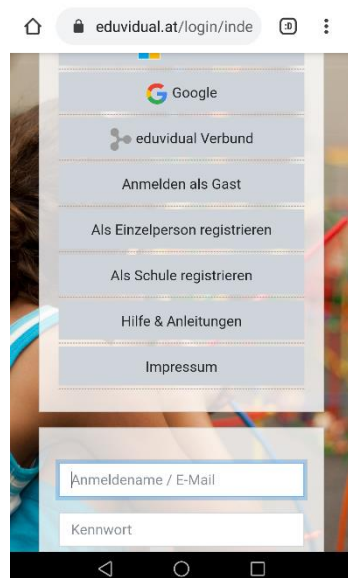 eduvidual.at/login/inde
:D
Google
eduvidual Verbund
Anmelden als Gast
Als Einzelperson registrieren
Als Schule registrieren
Hilfe & Anleitungen
Impressum
Anmeldename / E-Mail
Kennwort